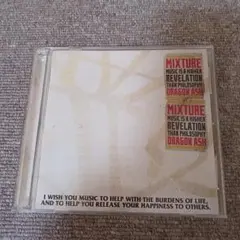 MIXTURE
MUSIC IS A HIGHER
REVELATION
THAN PHILOSOPHY
DRAGON ASH
MIXTURE
MUSIC IS A HIGHER
REVELATION
THAN PHILOSOPHY
DRAGON ASH
I WISH YOU MUSIC TO HELP WITH THE BURDENS OF LIFE,
AND TO HELP YOU RELEASE YOUR HAPPINESS TO OTHERS.